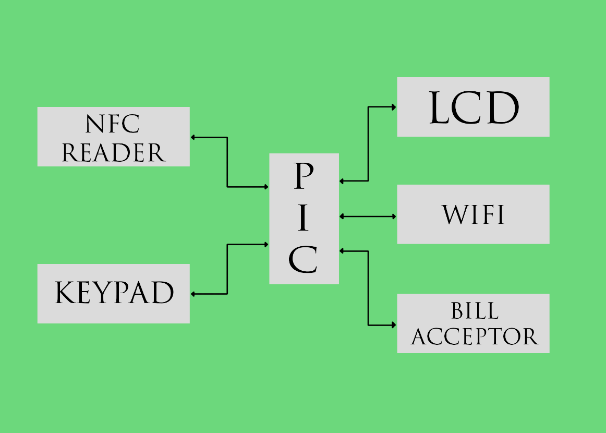 NFC
READER
KEYPAD
P
I
C
LCD
WIFI
BILL
ACCEPTOR